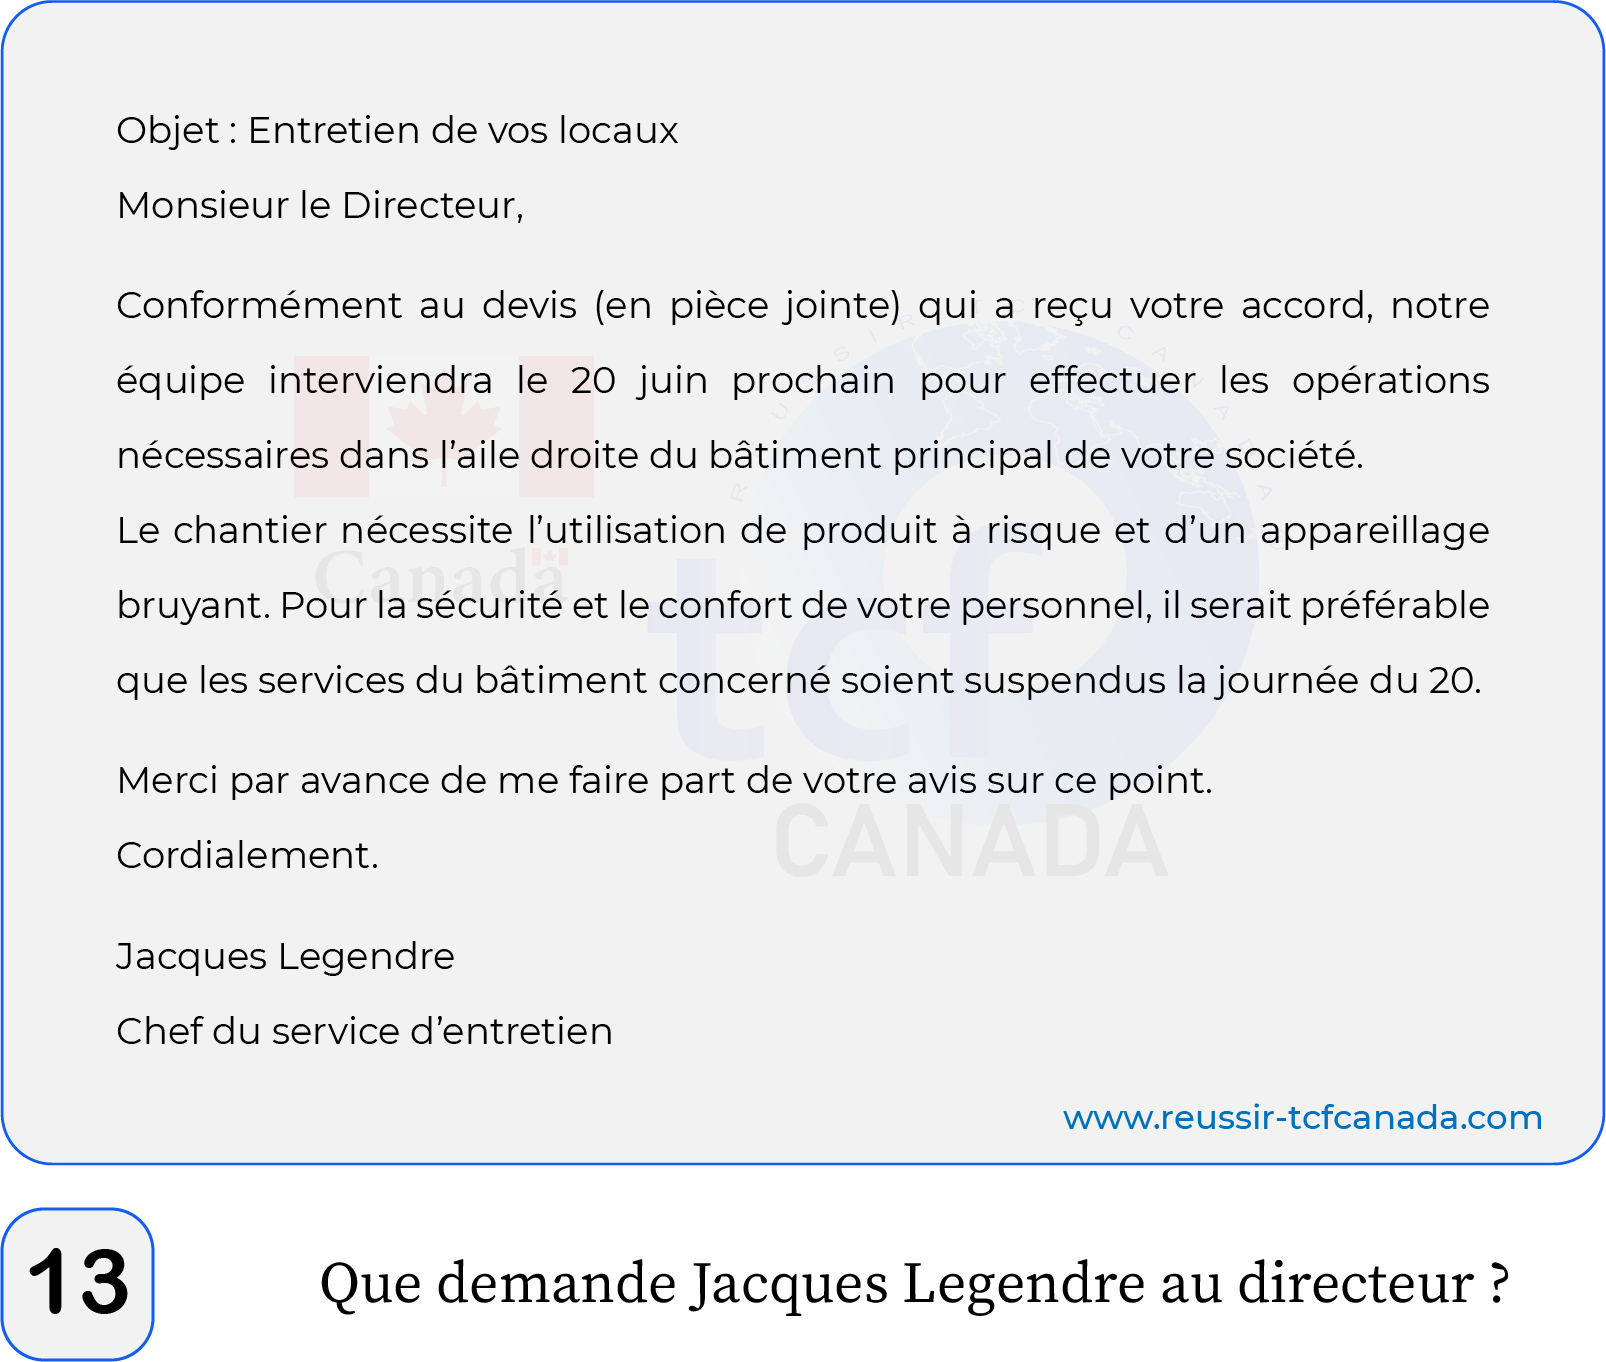 Objet : Entretien de vos locaux
Monsieur le Directeur,
Conformément au devis (en pièce jointe) qui a reçu votre accord, notre
équipe interviendra le 20 juin prochain pour effectuer les opérations
nécessaires dans l’aile droite du bâtiment principal de votre société.
Le chantier nécessite l’utilisation de produit à risque et d’un appareillage
bruyant. Pour la sécurité et le confort de votre personnel, il serait préférable
que les services du bâtiment concerné soient suspendus la journée du 20.
Merci par avance de me faire part de votre avis sur ce point.
Cordialement.
Jacques Legendre
Chef du service d’entretien
www.reussir-tcfcanada.com
Canada
REUSSIR TCF CANADA
tcf
CANADA
13
Que demande Jacques Legendre au directeur ?